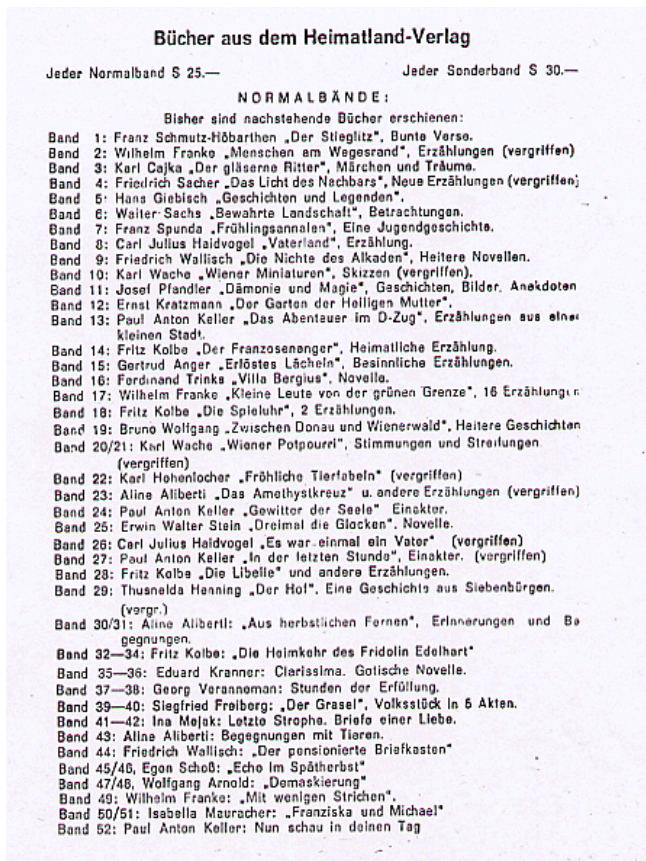 Bücher aus dem Heimatland-Verlag
Jeder Normalband S 25.— Jeder Sonderband S 30.—
NORMALBÄNDE:
Bisher sind nachstehende Bücher erschienen:
Band 1: Franz Schmutz-Höbarthen „Der Stieglitz", Bunte Verse.
Band 2: Wilhelm Franke „Menschen am Wegesrand", Erzählungen (vergriffen)
Band 3: Karl Cajka „Der gläserne Ritter", Märchen und Träume.
Band 4: Friedrich Sacher „Das Licht des Nachbars", Neue Erzählungen (vergriffen)
Band 5: Hans Giebisch „Geschichten und Legenden".
Band 6: Walter Sachs „Bewahrte Landschaft", Betrachtungen.
Band 7: Franz Spunda „Frühlingsannalen", Eine Jugendgeschichte.
Band 8: Carl Julius Haidvogel „Vaterland", Erzählung.
Band 9: Friedrich Wallisch „Die Nichte des Alkaden", Heitere Novellen.
Band 10: Karl Wache „Wiener Miniaturen", Skizzen (vergriffen).
Band 11: Josef Pfandler „Dämonie und Magie", Geschichten, Bilder, Anekdoten
Band 12: Ernst Kratzmann „Der Garten der Heiligen Mutter".
Band 13: Paul Anton Keller „Das Abenteuer im D-Zug", Erzählungen aus einer
kleinen Stadt.
Band 14: Fritz Kolbe „Der Franzosenanger", Heimatliche Erzählung.
Band 15: Gertrud Anger „Erlöstes Lächeln", Besinnliche Erzählungen.
Band 16: Ferdinand Trinks „Villa Bergius", Novelle.
Band 17: Wilhelm Franke „Kleine Leute von der grünen Grenze", 16 Erzählungen
Band 18: Fritz Kolbe „Die Spieluhr", 2 Erzählungen.
Band 19: Bruno Wolfgang „Zwischen Donau und Wienerwald", Heitere Geschichten
Band 20/21: Karl Wache „Wiener Potpourri", Stimmungen und Streifungen
(vergriffen)
Band 22: Karl Hohenlocher „Fröhliche Tierfabeln" (vergriffen)
Band 23: Aline Aliberti „Das Amethystkreuz" u. andere Erzählungen (vergriffen)
Band 24: Paul Anton Keller „Gewitter der Seele" Einakter.
Band 25: Erwin Walter Stein „Dreimal die Glocken". Novelle.
Band 26: Carl Julius Haidvogel „Es war einmal ein Vater" (vergriffen)
Band 27: Paul Anton Keller „In der letzten Stunde", Einakter. (vergriffen)
Band 28: Fritz Kolbe „Die Libelle" und andere Erzählungen.
Band 29: Thusnelda Henning „Der Hof". Eine Geschichte aus Siebenbürgen.
(vergr.)
Band 30/31: Aline Aliberti: „Aus herbstlichen Fernen", Erinnerungen und Be
gegnungen.
Band 32—34: Fritz Kolbe: „Die Heimkehr des Fridolin Edelhart"
Band 35—36: Eduard Kranner: Clarissima. Gotische Novelle.
Band 37—38: Georg Veranneman: Stunden der Erfüllung.
Band 39—40: Siegfried Freiberg: „Der Grasel", Volksstück in 5 Akten.
Band 41—42: Ina Mejak: Letzte Strophe. Briefe einer Liebe.
Band 43: Aline Aliberti: Begegnungen mit Tieren.
Band 44: Friedrich Wallisch: „Der pensionierte Briefkasten"
Band 45/46, Egon Schoß: „Echo im Spätherbst"
Band 47/48, Wolfgang Arnold: „Demaskierung"
Band 49: Wilhelm Franke: „Mit wenigen Strichen".
Band 50/51: Isabella Mauracher: „Franziska und Michael"
Band 52: Paul Anton Keller: Nun schau in deinen Tag